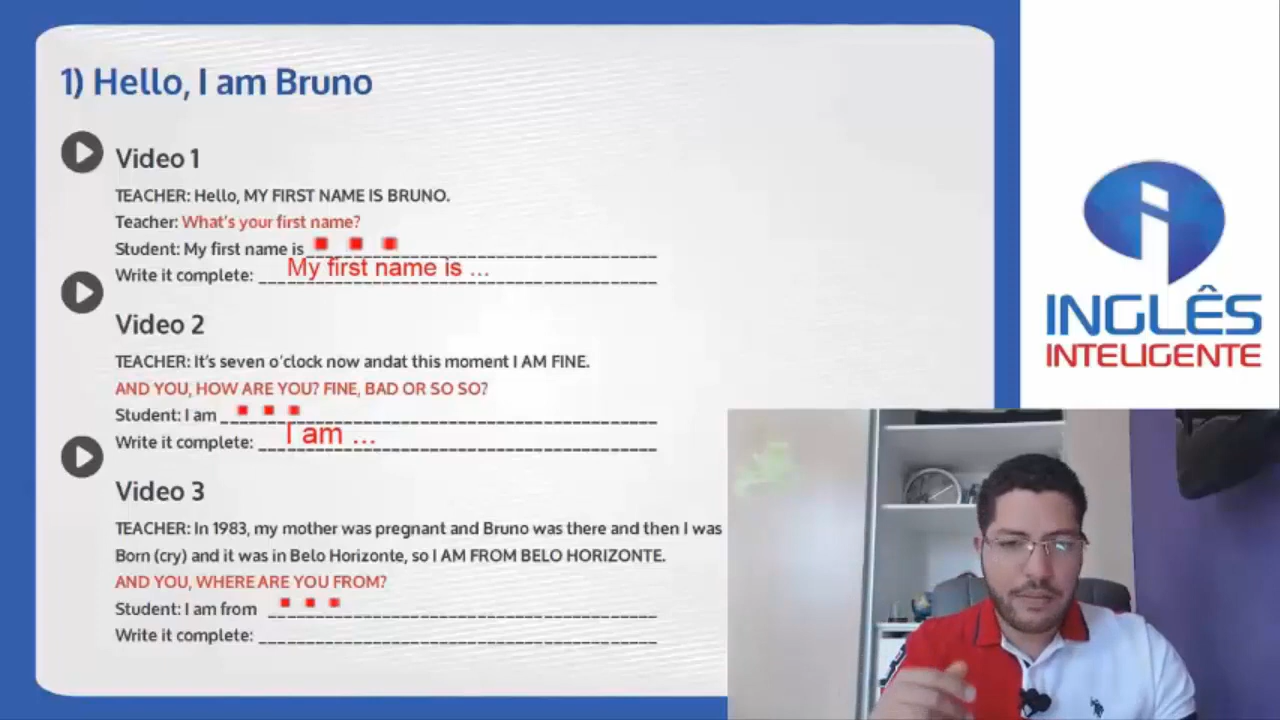 1) Hello, I am Bruno
Video 1
TEACHER: Hello, MY FIRST NAME IS BRUNO.
Teacher: What's your first name?
Student: My first name is ...
Write it complete: My first name is ...
Video 2
TEACHER: It's seven o'clock now andat this moment I AM FINE.
AND YOU, HOW ARE YOU? FINE, BAD OR SO SO?
Student: I am ...
Write it complete: I am ...
Video 3
TEACHER: In 1983, my mother was pregnant and Bruno was there and then I was
Born (cry) and it was in Belo Horizonte, so I AM FROM BELO HORIZONTE.
AND YOU, WHERE ARE YOU FROM?
Student: I am from ...
Write it complete:
INGLÊS
INTELIGENTE